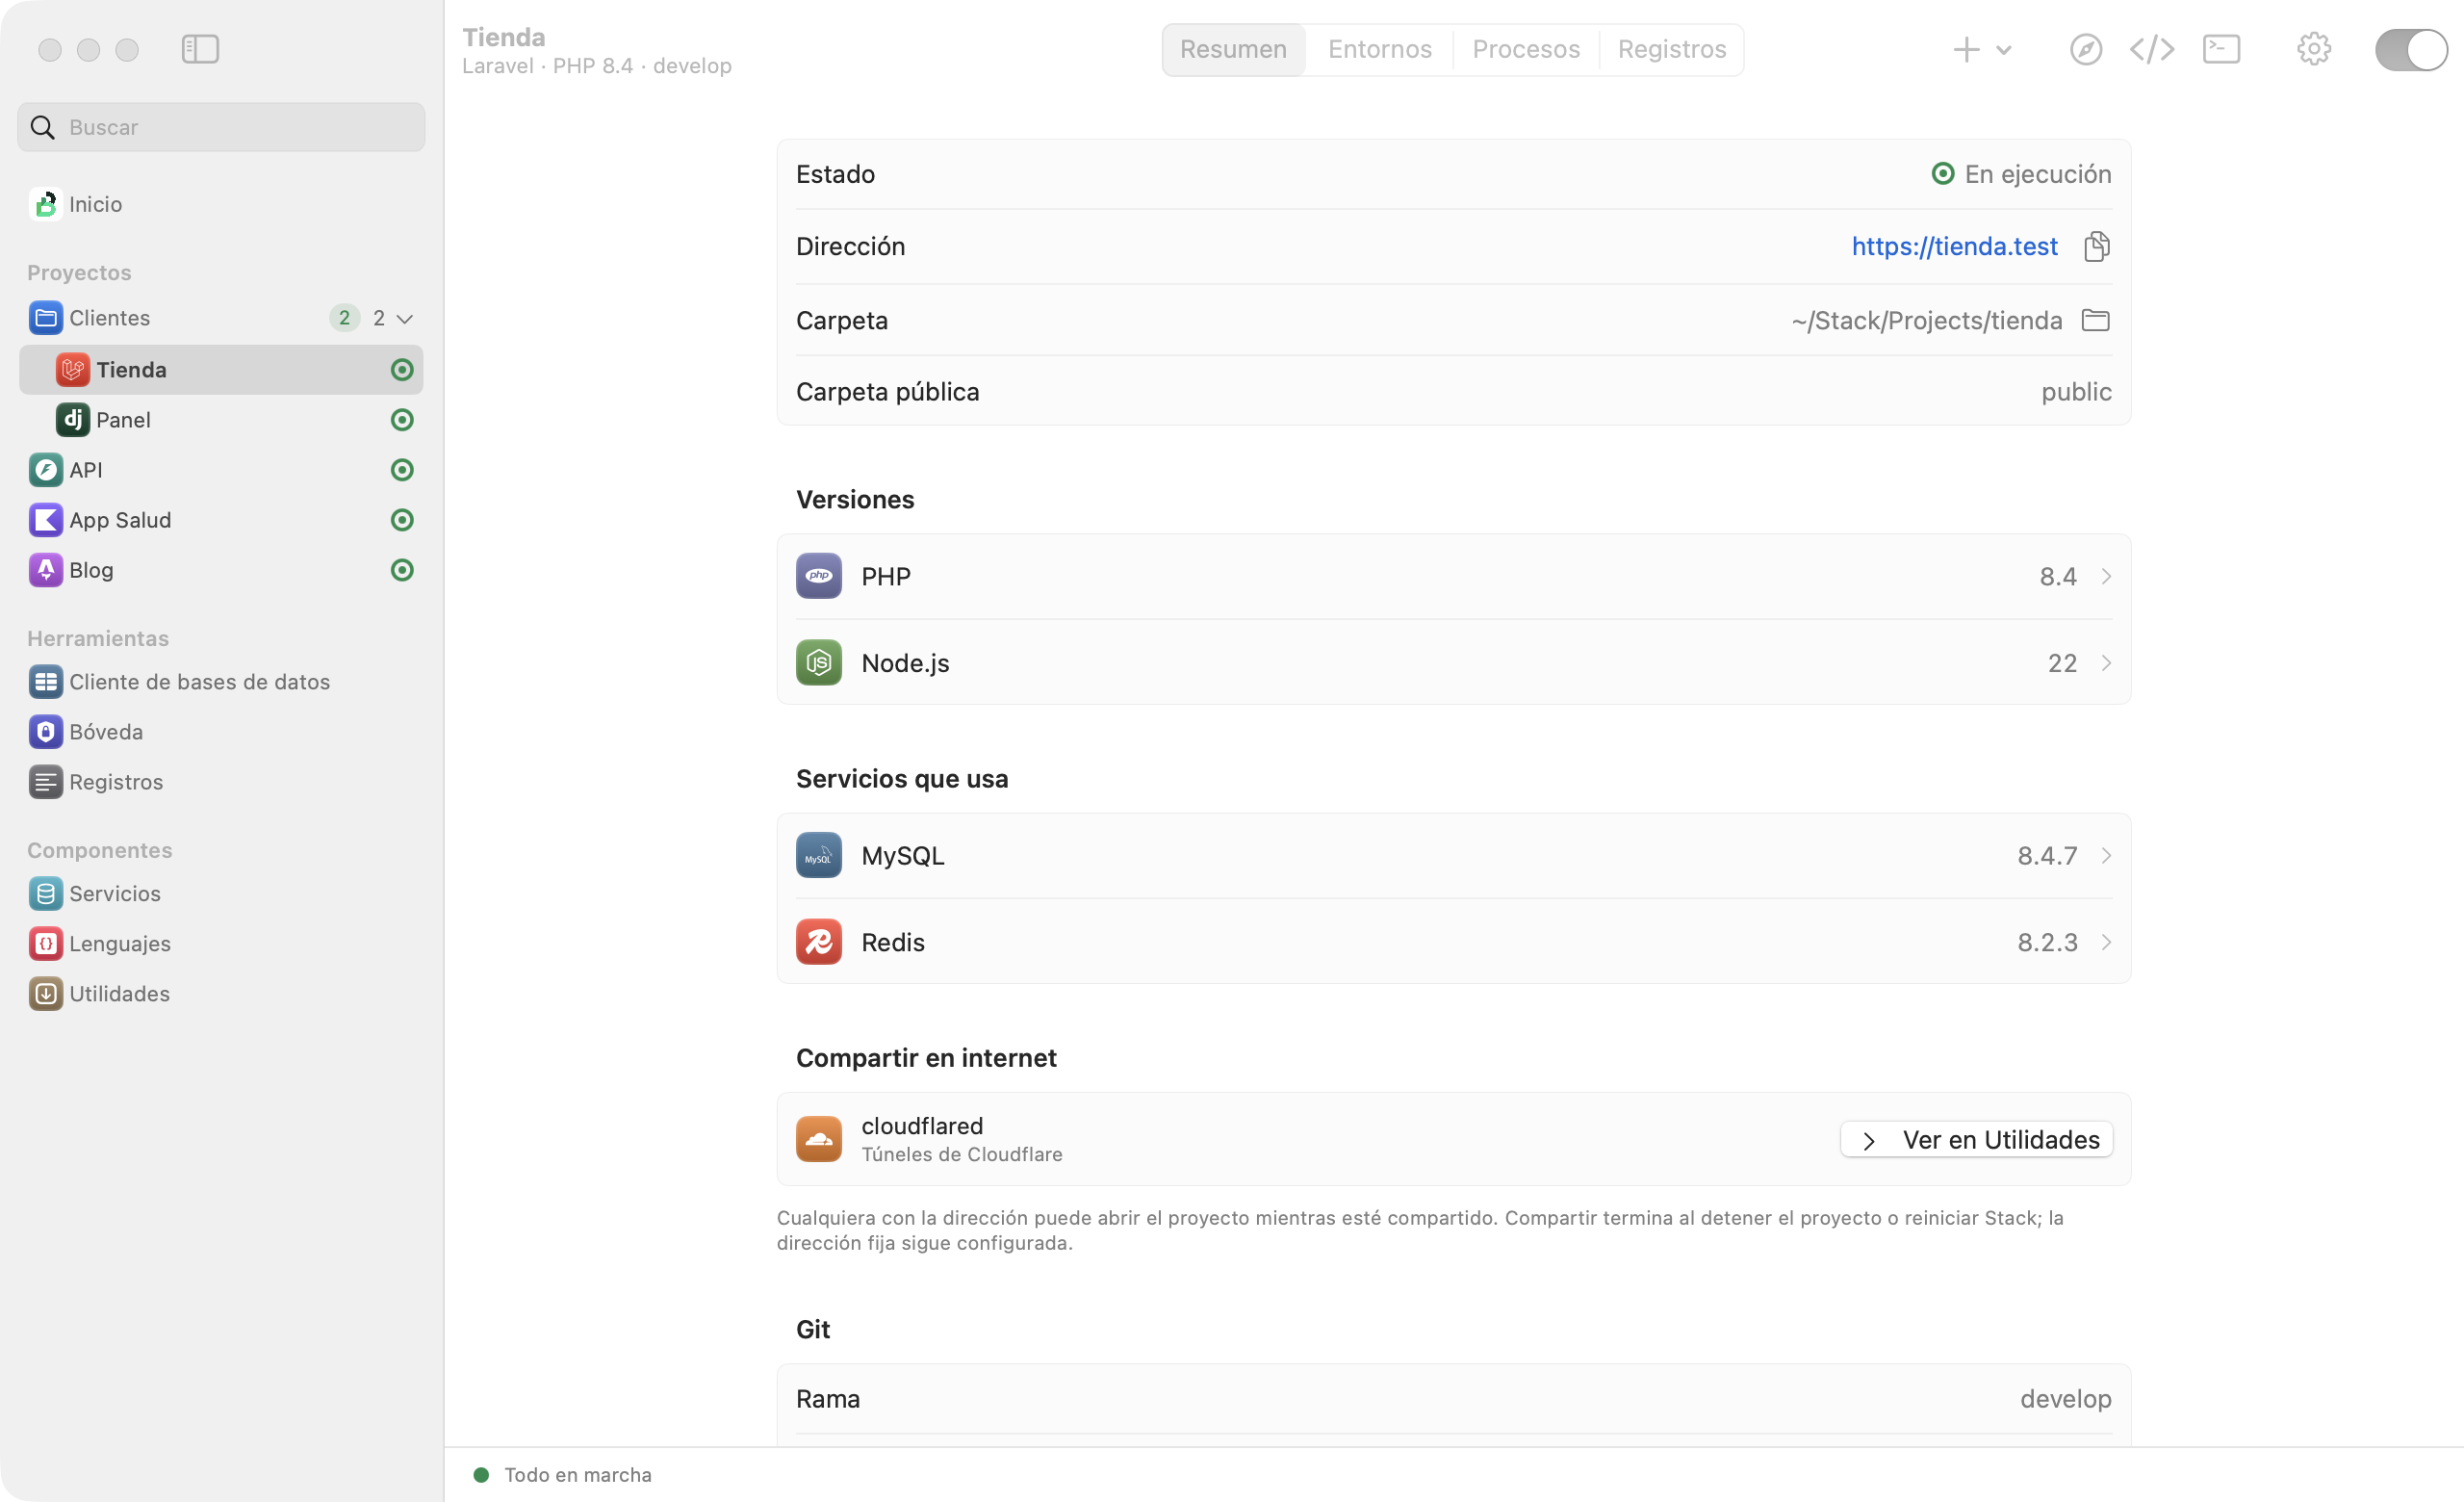 Tienda
Laravel · PHP 8.4 · develop
Resumen
Entornos
Procesos
Registros
Buscar
Inicio
Proyectos
Clientes
2
2
Tienda
dj
Panel
API
App Salud
Blog
Herramientas
Cliente de bases de datos
Bóveda
Registros
Componentes
Servicios
Lenguajes
Utilidades
Estado
En ejecución
Dirección
https://tienda.test
Carpeta
~/Stack/Projects/tienda
Carpeta pública
public
Versiones
php
PHP
8.4
JS
Node.js
22
Servicios que usa
MySQL
MySQL
8.4.7
Redis
8.2.3
Compartir en internet
cloudflared
Túneles de Cloudflare
Ver en Utilidades
Cualquiera con la dirección puede abrir el proyecto mientras esté compartido. Compartir termina al detener el proyecto o reiniciar Stack; la
dirección fija sigue configurada.
Git
Rama
develop
Todo en marcha